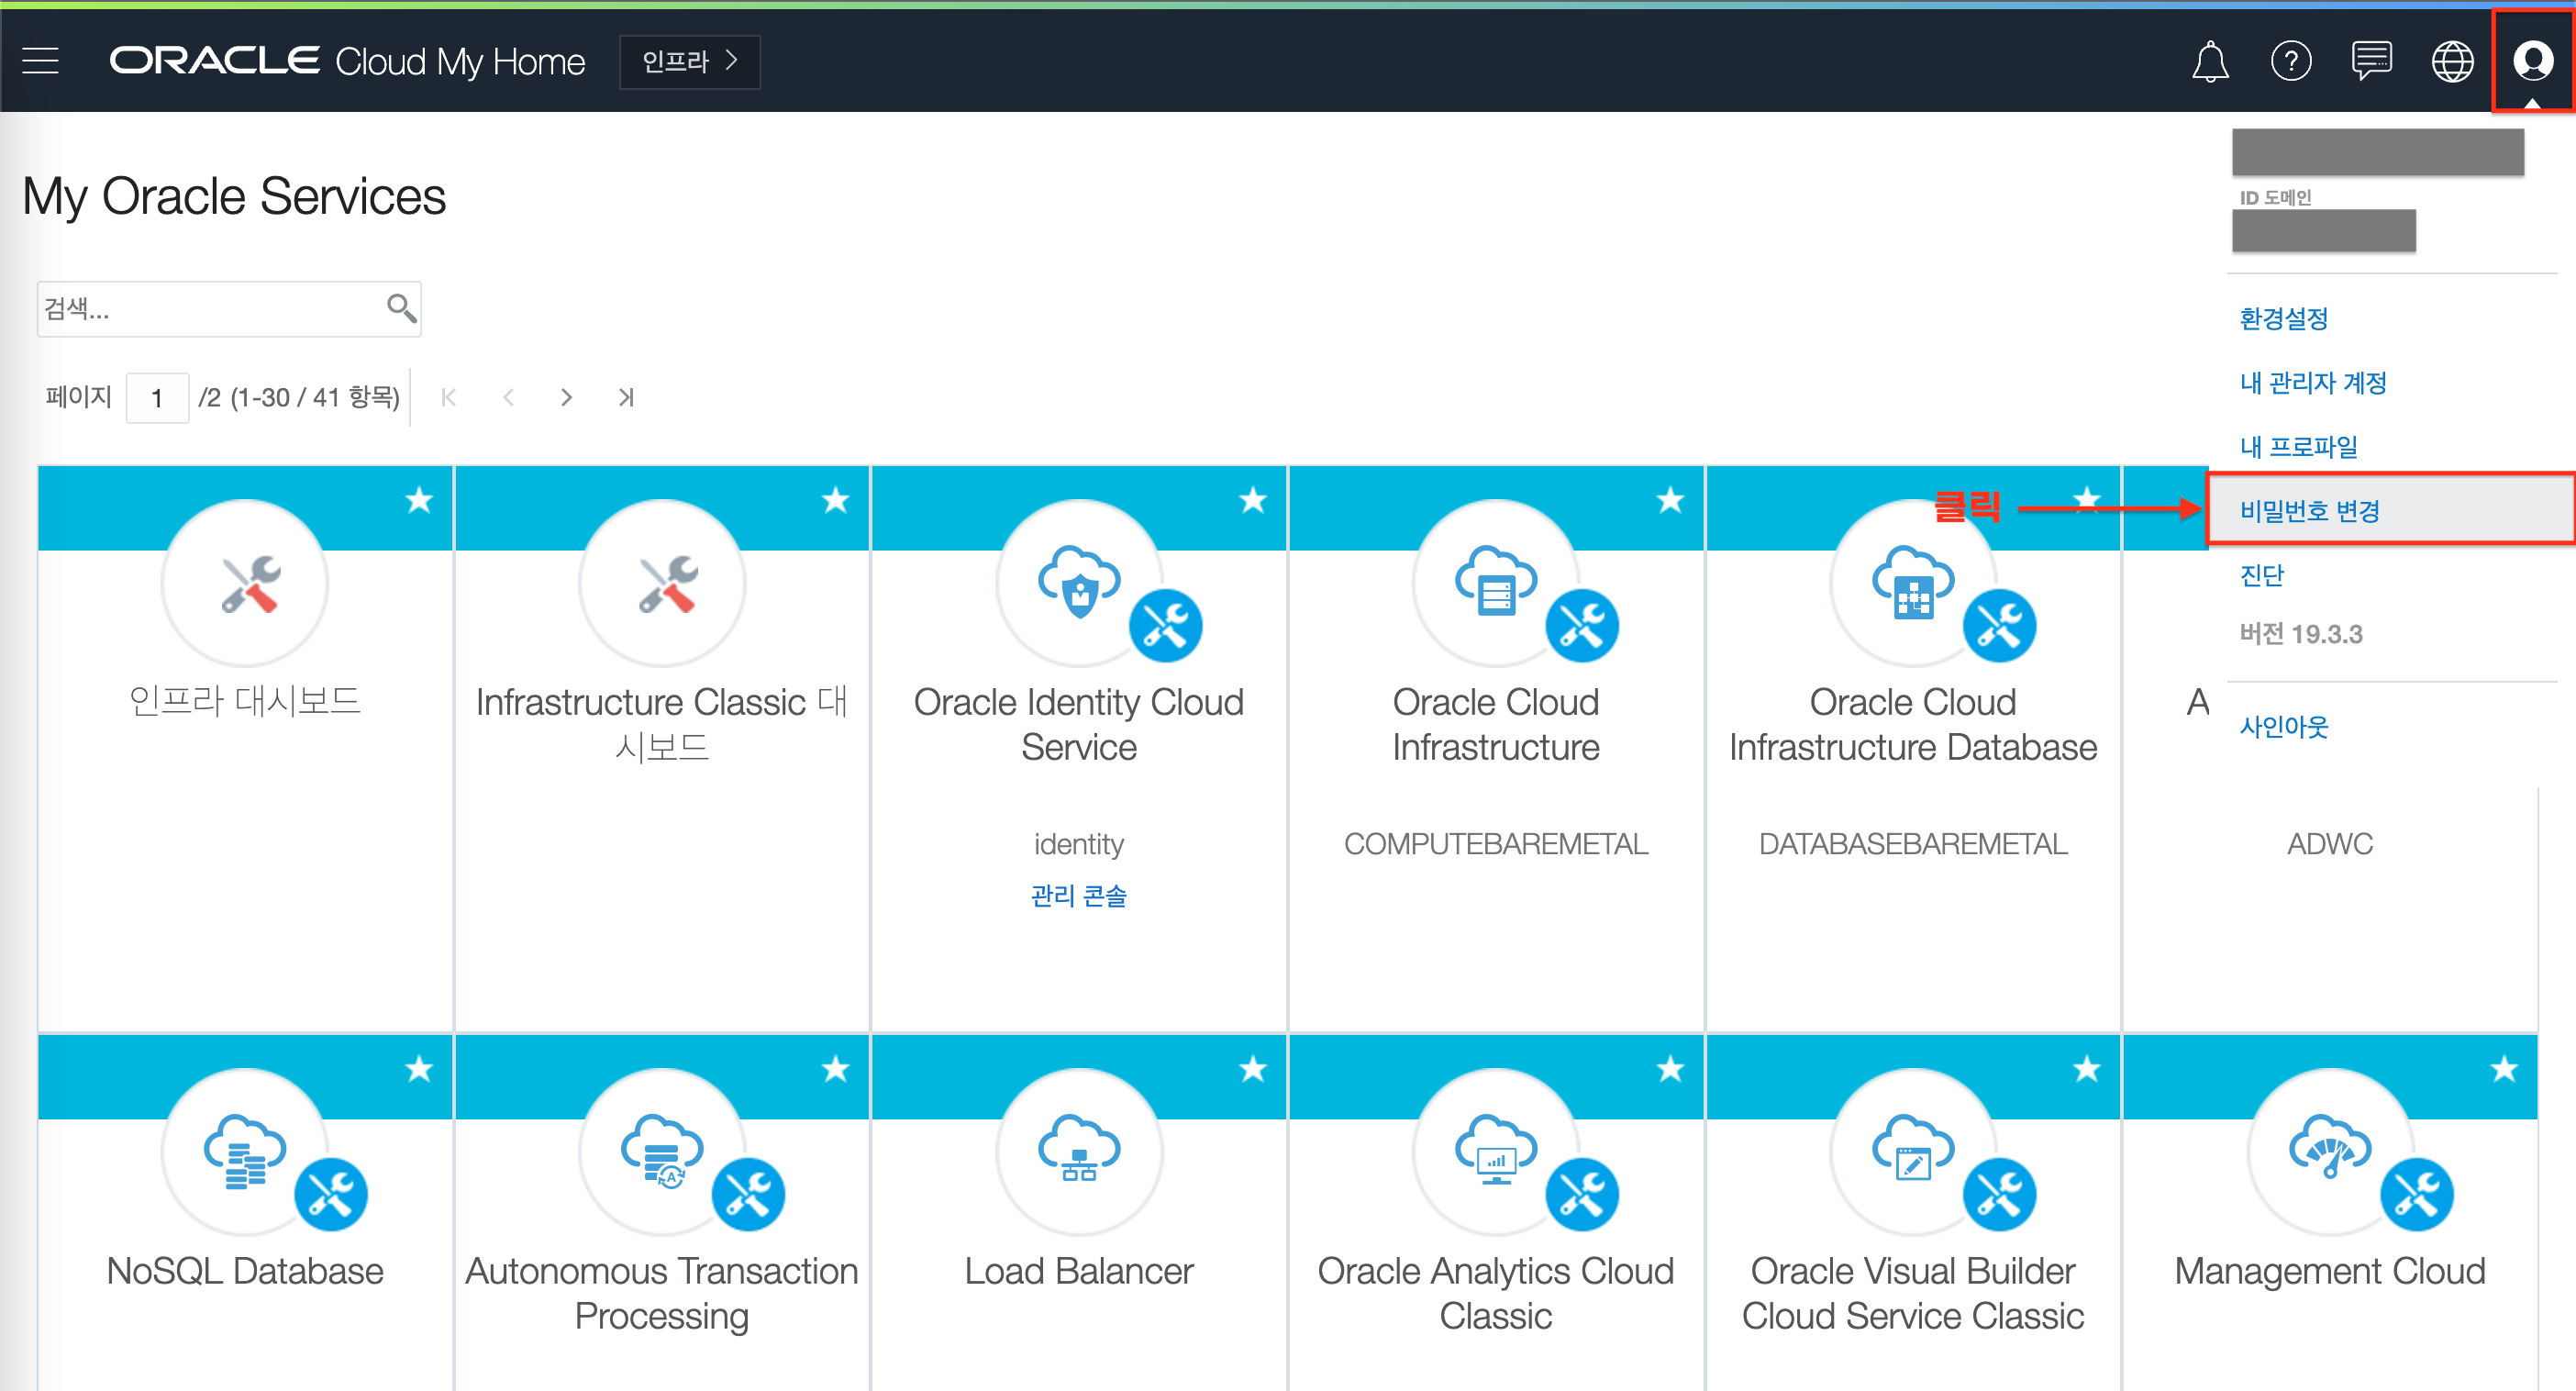 ORACLE Cloud My Home
인프라
My Oracle Services
ID 도메인
검색...
페이지 1 /2 (1-30 / 41 항목)
환경설정
내 관리자 계정
내 프로파일
클릭
비밀번호 변경
진단
버전 19.3.3
사인아웃
인프라 대시보드
Infrastructure Classic 대
시보드
Oracle Identity Cloud
Service
identity
관리 콘솔
Oracle Cloud
Infrastructure
COMPUTEBAREMETAL
Oracle Cloud
Infrastructure Database
DATABASEBAREMETAL
A
ADWC
NoSQL Database
Autonomous Transaction
Processing
Load Balancer
Oracle Analytics Cloud
Classic
Oracle Visual Builder
Cloud Service Classic
Management Cloud